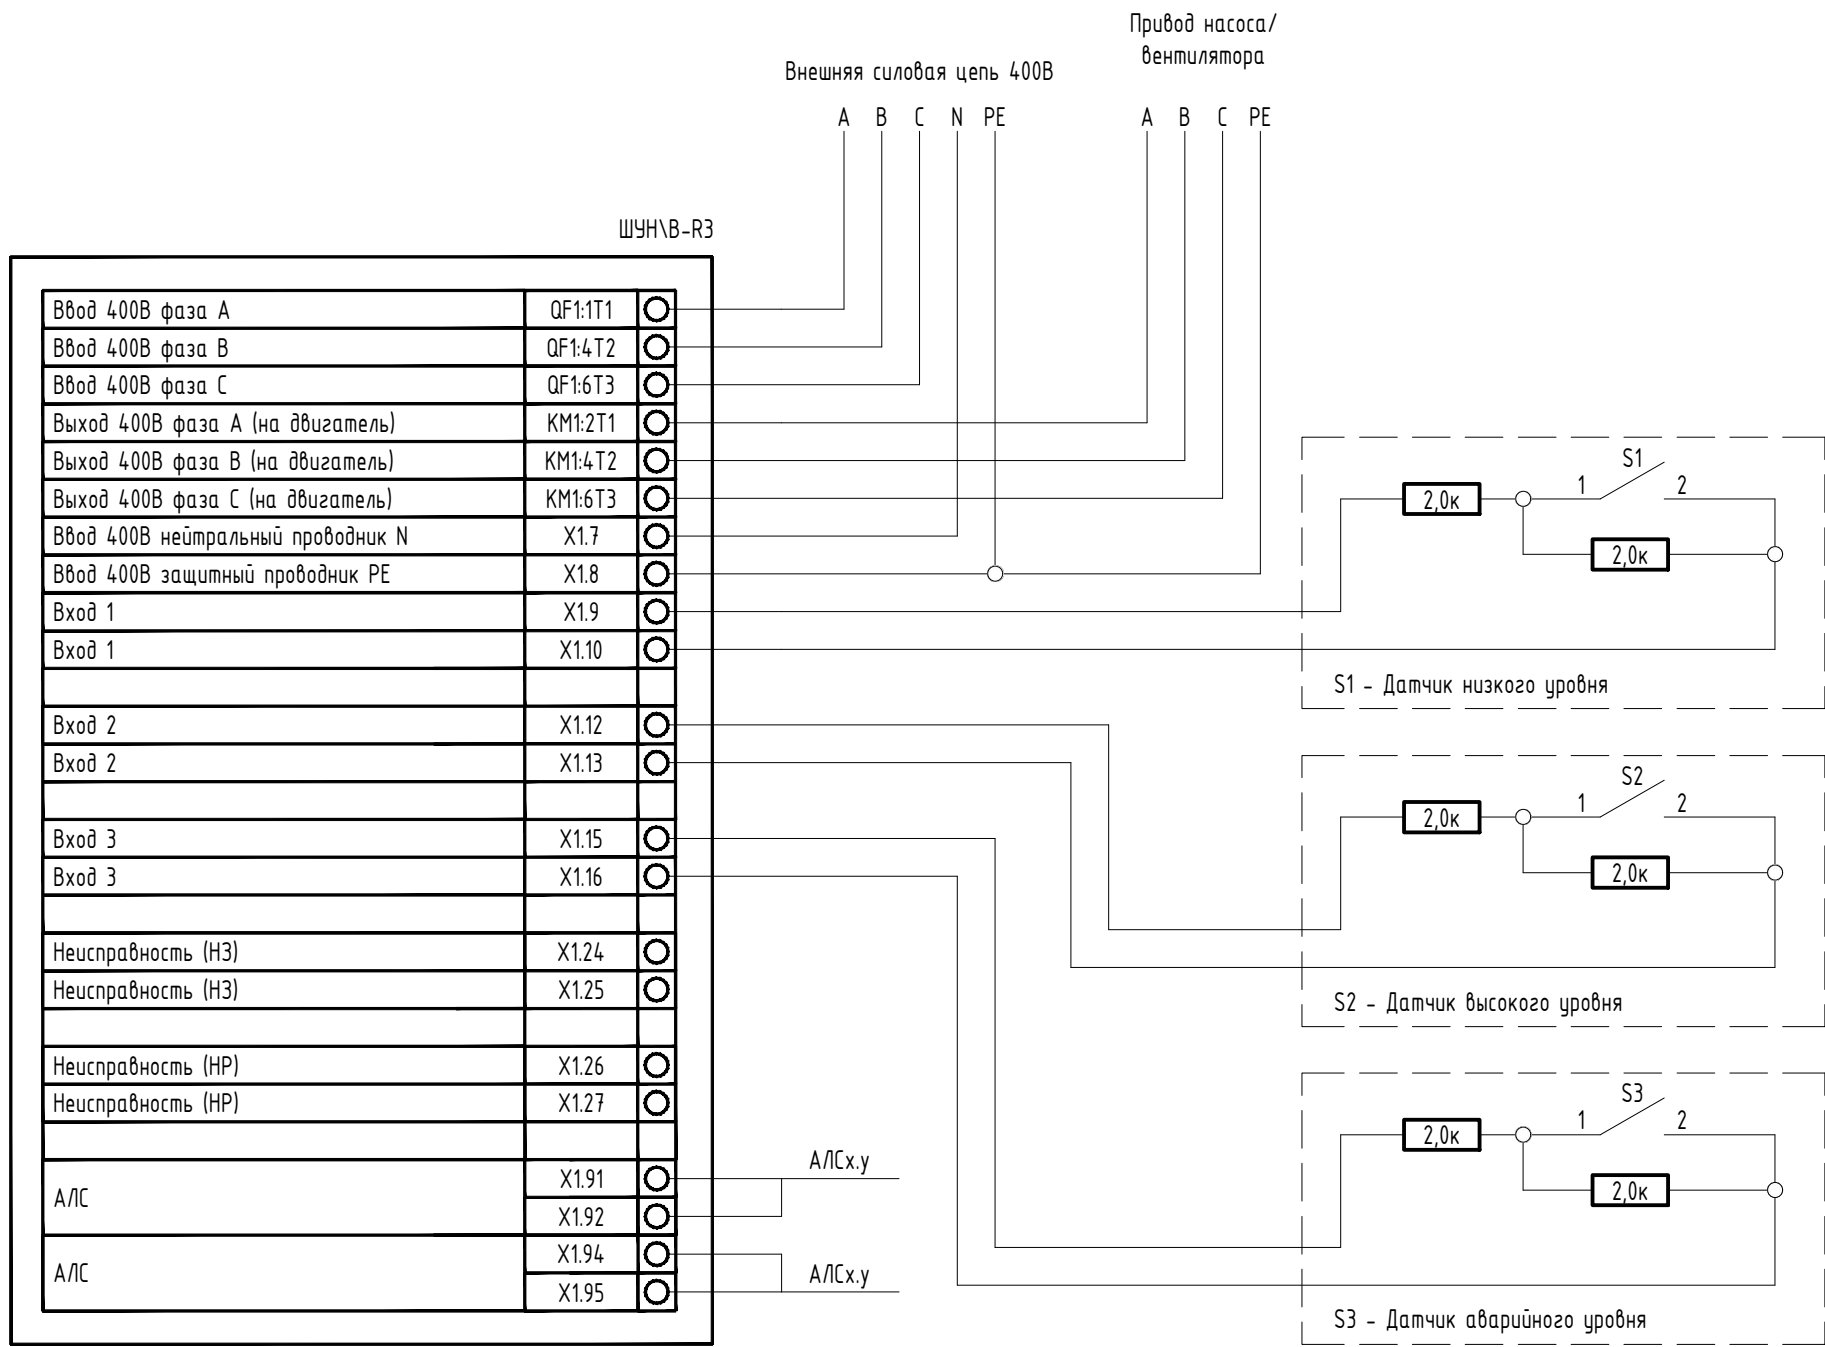 Привод насоса/
вентилятора
Внешняя силовая цепь 400В
A B C N PE
A B C PE
ШУН\В-R3
Ввод 400В фаза А QF1:1T1
Ввод 400В фаза В QF1:4T2
Ввод 400В фаза С QF1:6T3
Выход 400В фаза А (на двигатель) KM1:2T1
Выход 400В фаза В (на двигатель) KM1:4T2
Выход 400В фаза С (на двигатель) KM1:6T3
Ввод 400В нейтральный проводник N X1.7
Ввод 400В защитный проводник PE X1.8
Вход 1 X1.9
Вход 1 X1.10
Вход 2 X1.12
Вход 2 X1.13
Вход 3 X1.15
Вход 3 X1.16
Неисправность (НЗ) X1.24
Неисправность (НЗ) X1.25
Неисправность (НР) X1.26
Неисправность (НР) X1.27
АЛС X1.91
X1.92
АЛС X1.94
X1.95
АЛСх.у
АЛСх.у
S1
1 2
2,0к
2,0к
S1 - Датчик низкого уровня
S2
1 2
2,0к
2,0к
S2 - Датчик высокого уровня
S3
1 2
2,0к
2,0к
S3 - Датчик аварийного уровня